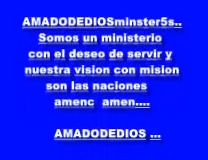 AMADODEDIOSminster5s..
Somos un ministerio
con el deseo de servir y
nuestra vision con mision
son las naciones
amenc amen....
AMADODEDIOS ...